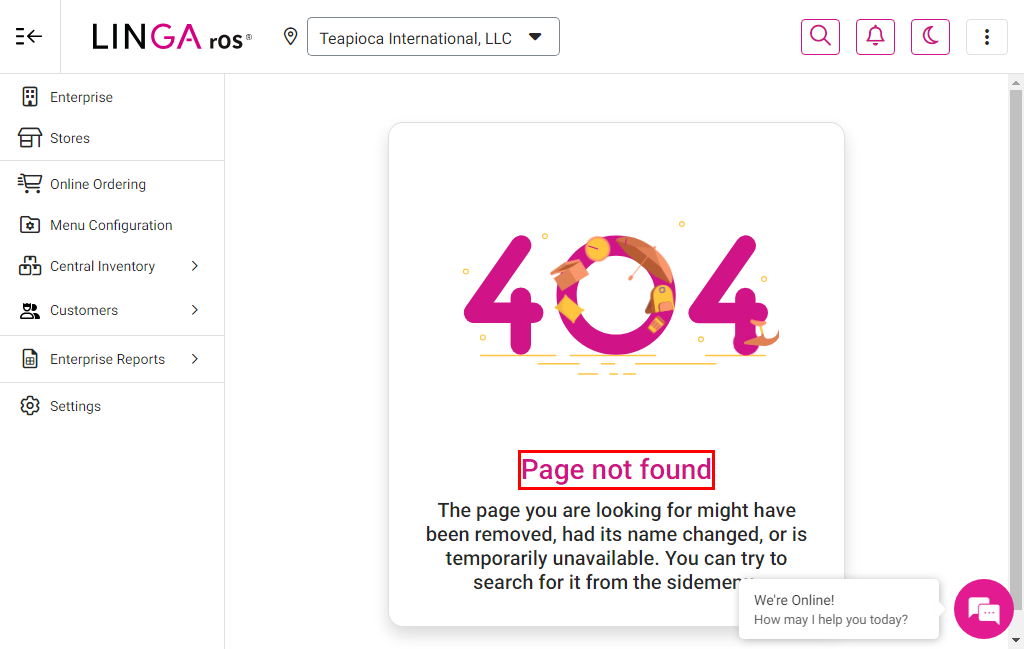 LINGA ros®
Teapioca International, LLC
Enterprise
Stores
Online Ordering
Menu Configuration
Central Inventory
Customers
Enterprise Reports
Settings
404
Page not found
The page you are looking for might have
been removed, had its name changed, or is
temporarily unavailable. You can try to
search for it from the sidemenu
We're Online!
How may I help you today?